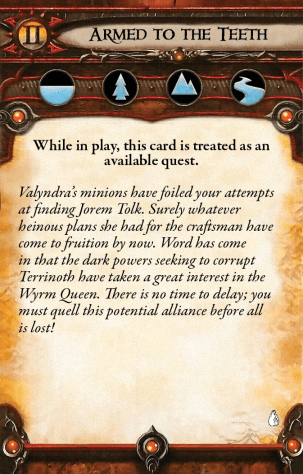 II
ARMED TO THE TEETH
While in play, this card is treated as an
available quest.
Valyndra's minions have foiled your attempts
at finding Jorem Tolk. Surely whatever
heinous plans she had for the craftsman have
come to fruition by now. Word has come
in that the dark powers seeking to corrupt
Terrinoth have taken a great interest in the
Wyrm Queen. There is no time to delay; you
must quell this potential alliance before all
is lost!